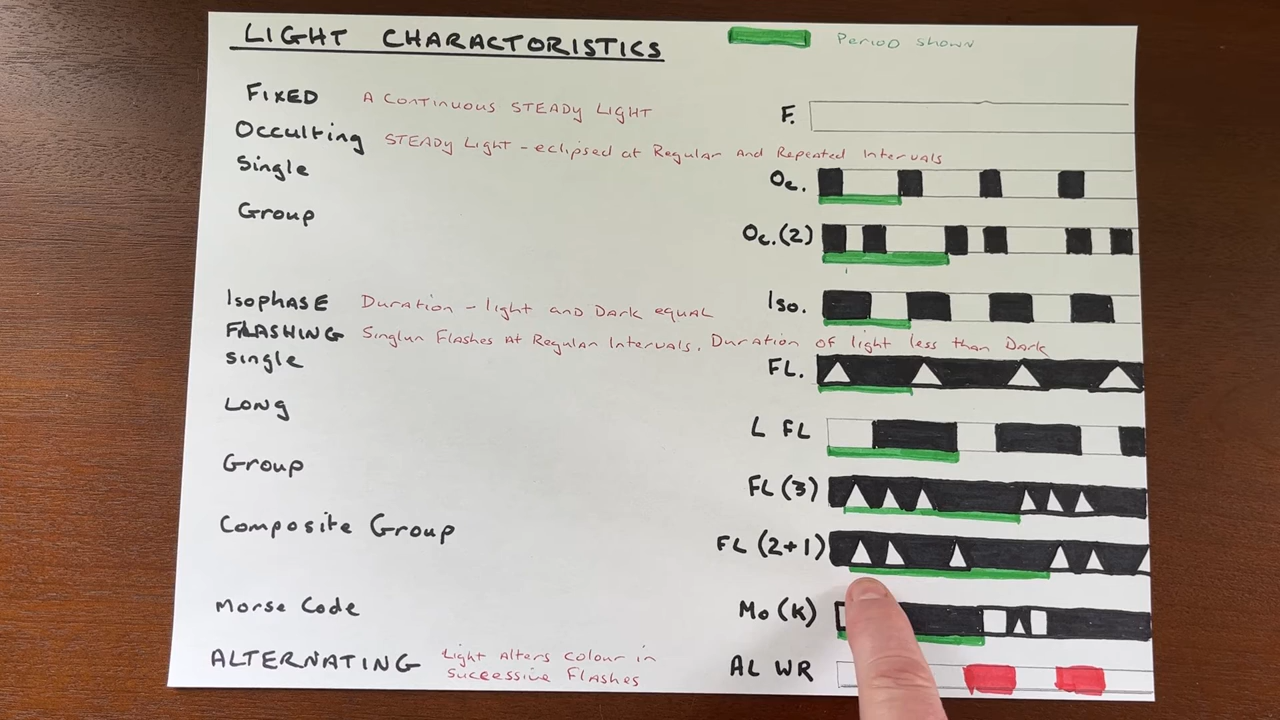 LIGHT CHARACTORISTICS
Period shown
FIXED A CONTINUOUS STEADY LIGHT F.
Occulting STEADY Light - eclipsed at Regular And Repeated Intervals
Single Oc.
Group Oc.(2)
IsopHASE Duration - light and Dark equal Iso.
FLASHING Singlun Flashes At Regular Intervals. Duration of light less than Dark
Single FL.
LONG L FL
Group FL (3)
Composite Group FL (2+1)
Morse Code Mo (K)
ALTERNATING Light Alters Colour in
Successive Flashes
AL WR